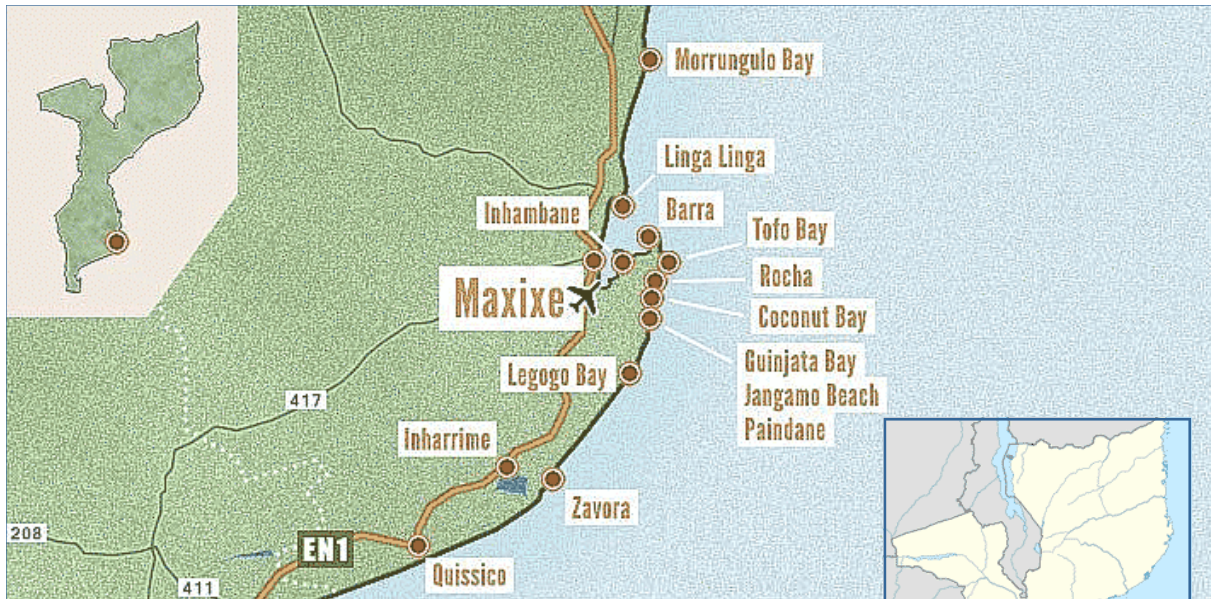 Morrungulo Bay
Linga Linga
Inhambane
Barra
Tofo Bay
Rocha
Maxixe
Coconut Bay
Guinjata Bay
Jangamo Beach
Paindane
Legogo Bay
417
Inharrime
Zavora
208
EN1
Quissico
411